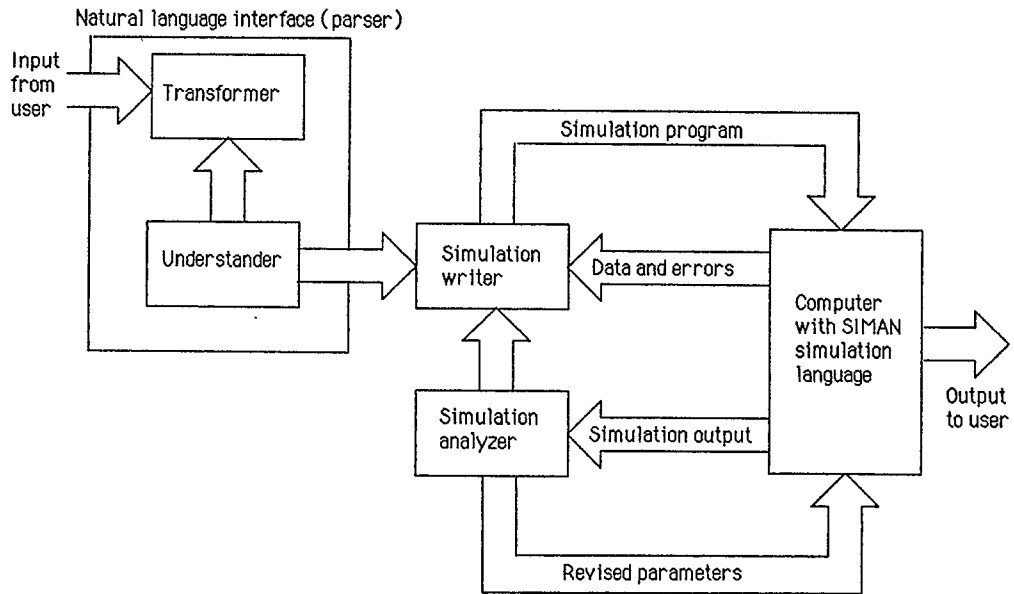 Natural language interface (parser)
Input
from
user
Transformer
Understander
Simulation program
Simulation
writer
Data and errors
Computer
with SIMAN
simulation
language
Output
to user
Simulation
analyzer
Simulation output
Revised parameters